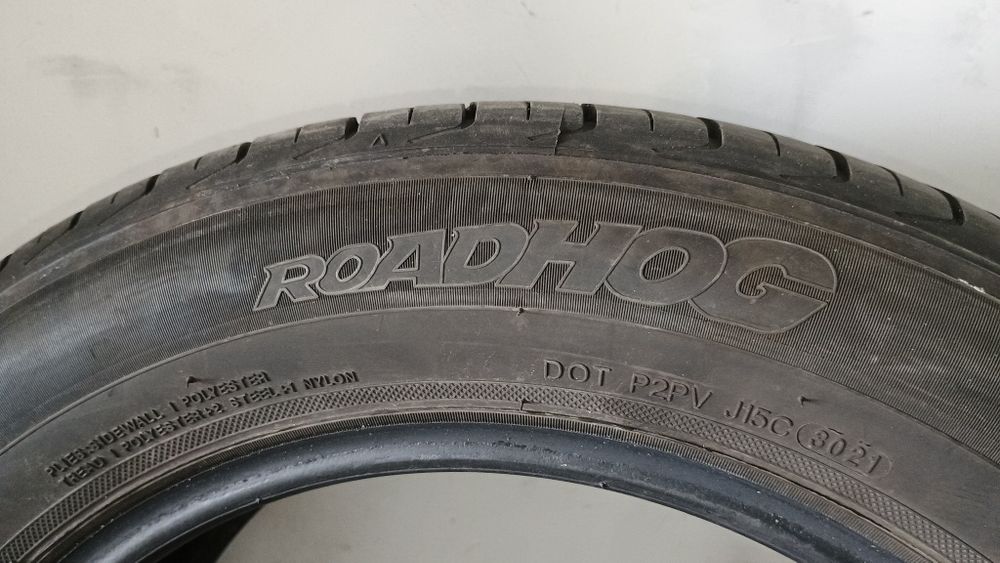 ROADHOG
DOT P2PV J15C 3021
PLIES:SIDEWALL 1 POLYESTER
TREAD 1 POLYESTER+2 STEEL+1 NYLON